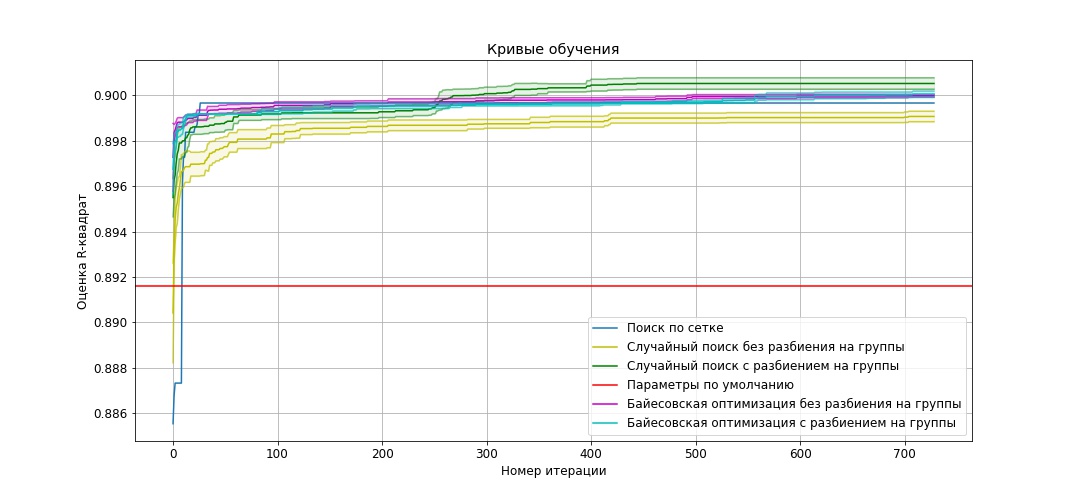 Кривые обучения
Оценка R-квадрат
0.900
0.898
0.896
0.894
0.892
0.890
0.888
0.886
0 100 200 300 400 500 600 700
Номер итерации
Поиск по сетке
Случайный поиск без разбиения на группы
Случайный поиск с разбиением на группы
Параметры по умолчанию
Байесовская оптимизация без разбиения на группы
Байесовская оптимизация с разбиением на группы